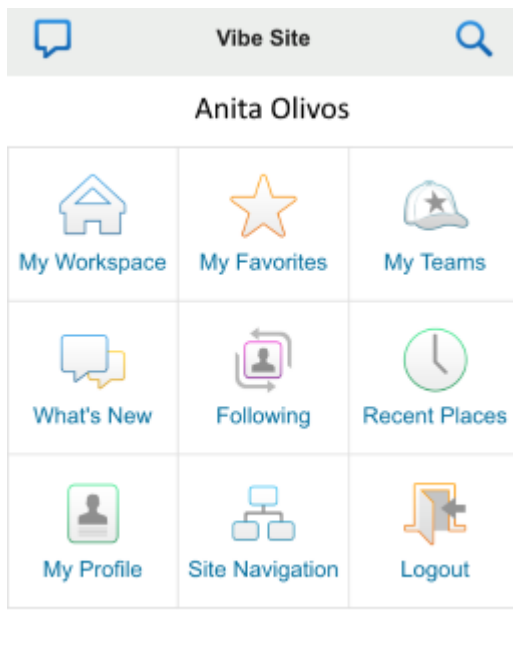 Vibe Site
Anita Olivos
My Workspace
My Favorites
My Teams
What's New
Following
Recent Places
My Profile
Site Navigation
Logout